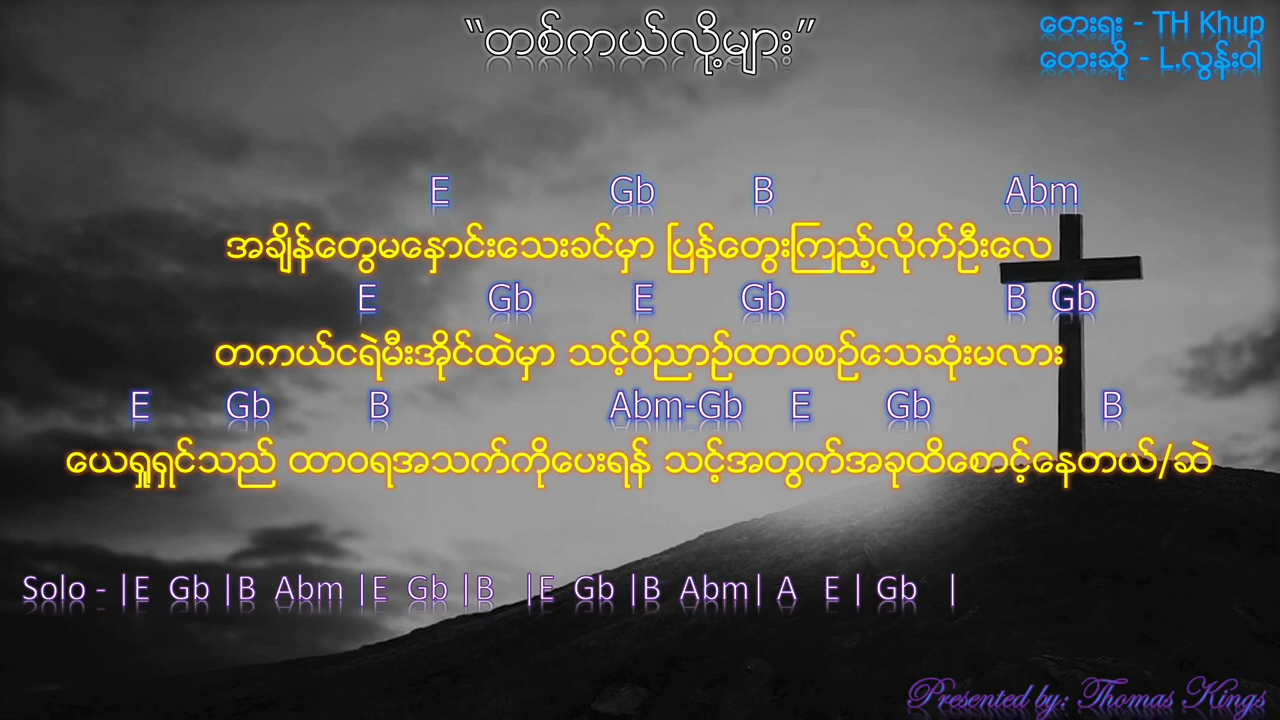 “တစ်ကယ်လို့များ”
တေးရး - TH Khup
တေးဆို - L.လွန်းဝါ
E Gb B Abm
အချိန်တွေမနှောင်းသေးခင်မှာ ပြန်တွေးကြည့်လိုက်ဦးလေ
E Gb E Gb B Gb
တကယ်ငရဲမီးအိုင်ထဲမှာ သင့်ဝိညာဉ်ထာဝစဉ်သေဆုံးမလား
E Gb B Abm-Gb E Gb B
ယေရှုရှင်သည် ထာဝရအသက်ကိုပေးရန် သင့်အတွက်အခုထိစောင့်နေတယ်/ဆဲ
Solo - |E Gb |B Abm |E Gb |B |E Gb |B Abm| A E | Gb |
Presented by: Thomas Kings